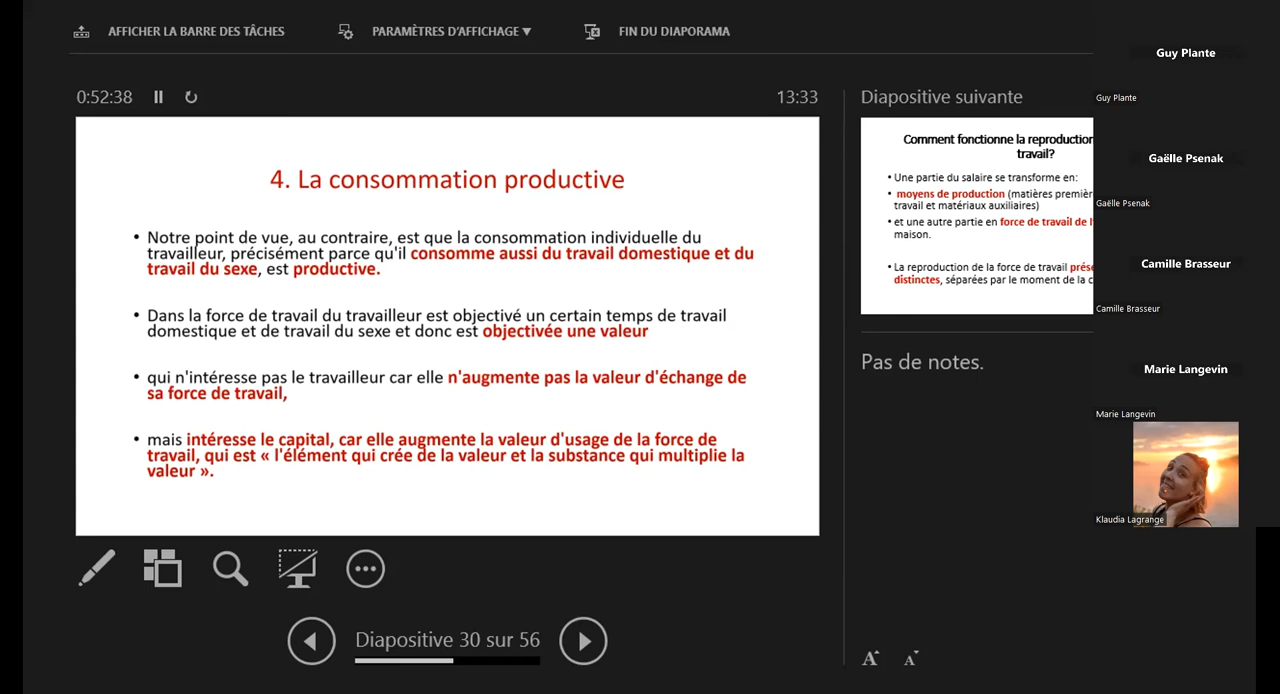 AFFICHER LA BARRE DES TÂCHES
PARAMÈTRES D'AFFICHAGE ▼
FIN DU DIAPORAMA
0:52:38
13:33
4. La consommation productive
• Notre point de vue, au contraire, est que la consommation individuelle du
travailleur, précisément parce qu'il consomme aussi du travail domestique et du
travail du sexe, est productive.
• Dans la force de travail du travailleur est objectivé un certain temps de travail
domestique et de travail du sexe et donc est objectivée une valeur
• qui n'intéresse pas le travailleur car elle n'augmente pas la valeur d'échange de
sa force de travail,
• mais intéresse le capital, car elle augmente la valeur d'usage de la force de
travail, qui est « l'élément qui crée de la valeur et la substance qui multiplie la
valeur ».
Diapositive 30 sur 56
Diapositive suivante
Comment fonctionne la reproduction
travail?
• Une partie du salaire se transforme en:
• moyens de production (matières premièr
travail et matériaux auxiliaires)
• et une autre partie en force de travail de l'
maison.
• La reproduction de la force de travail prése
distinctes, séparées par le moment de la c
Pas de notes.
A A
Guy Plante
Guy Plante
Gaëlle Psenak
Gaëlle Psenak
Camille Brasseur
Camille Brasseur
Marie Langevin
Marie Langevin
Klaudia Lagrange